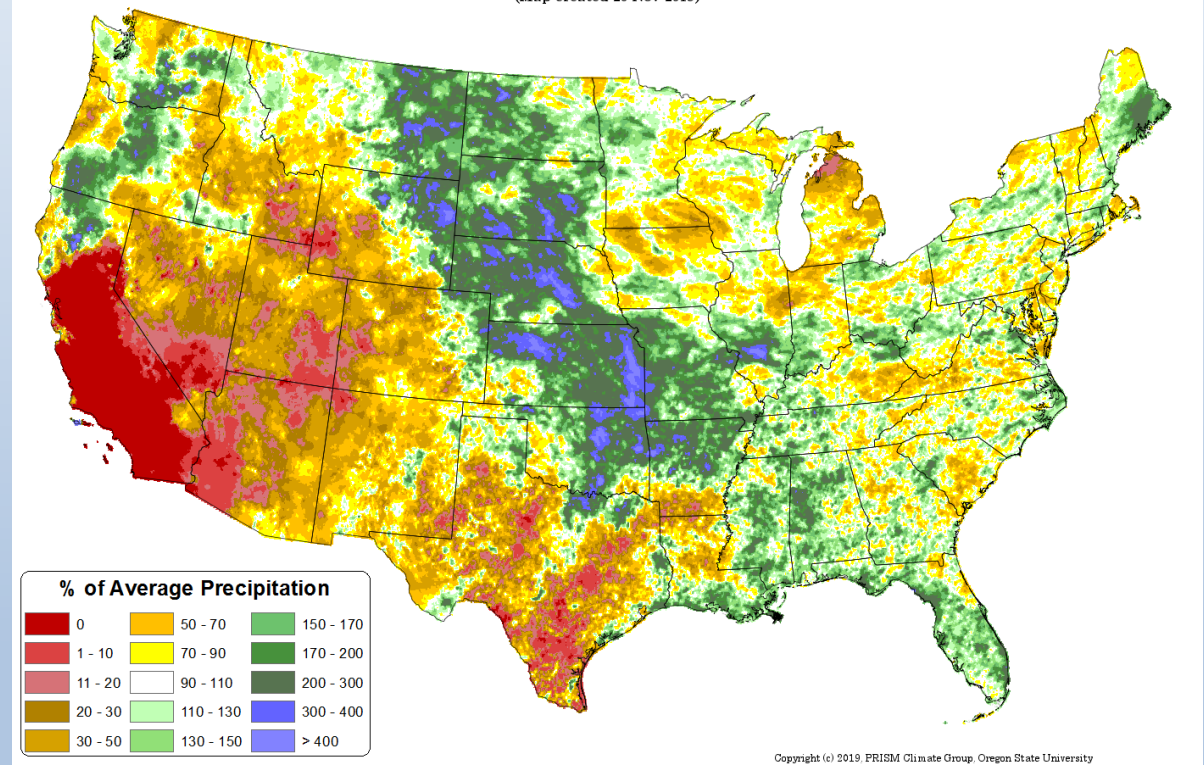 % of Average Precipitation
0 50 - 70 150 - 170
1 - 10 70 - 90 170 - 200
11 - 20 90 - 110 200 - 300
20 - 30 110 - 130 300 - 400
30 - 50 130 - 150 > 400
Copyright (c) 2019, PRISM Climate Group, Oregon State University